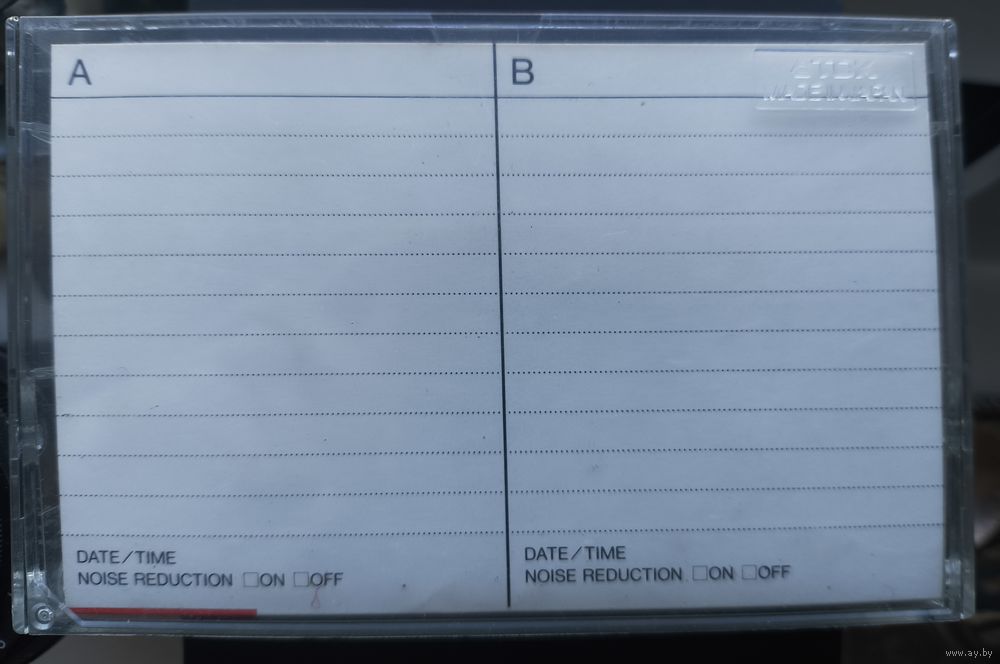 A
B
TDK
MADE IN JAPAN
DATE/TIME
NOISE REDUCTION □ON □OFF
DATE/TIME
NOISE REDUCTION □ON □OFF
www.ay.by